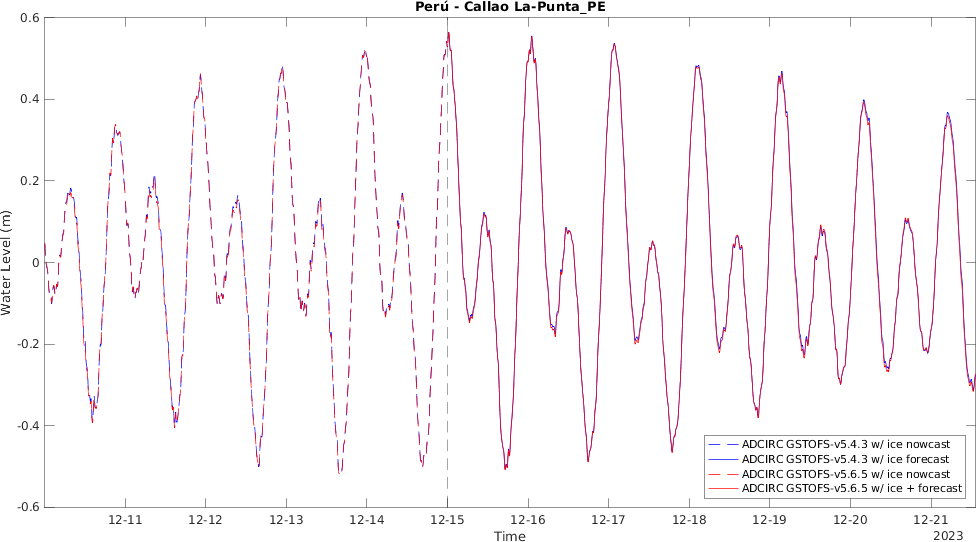 Perú - Callao La-Punta_PE
0.6
0.4
0.2
0
-0.2
-0.4
-0.6
Water Level (m)
ADCIRC GSTOFS-v5.4.3 w/ ice nowcast
ADCIRC GSTOFS-v5.4.3 w/ ice forecast
ADCIRC GSTOFS-v5.6.5 w/ ice nowcast
ADCIRC GSTOFS-v5.6.5 w/ ice + forecast
12-11 12-12 12-13 12-14 12-15 12-16 12-17 12-18 12-19 12-20 12-21
Time
2023